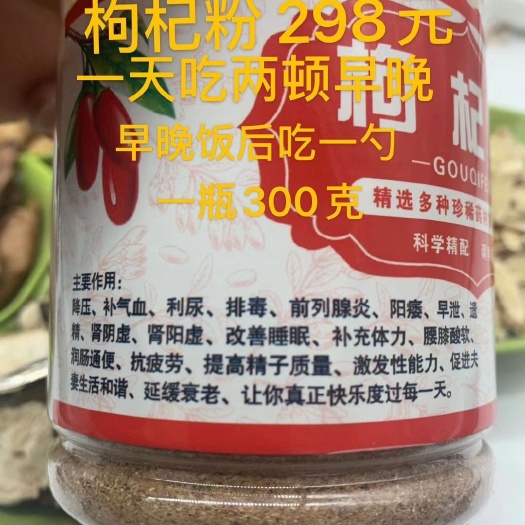 枸杞粉 298元
一天吃两顿早晚
早晚饭后吃一勺
一瓶300克
枸 杞
—GOUQIF
精选多种珍稀药
科学精配
主要作用：
降压、补气血、利尿、排毒、前列腺炎、阳痿、早泄、遗
精、肾阴虚、肾阳虚、改善睡眠、补充体力、腰膝酸软、
润肠通便、抗疲劳、提高精子质量、激发性能力、促进夫
妻生活和谐、延缓衰老、让你真正快乐度过每一天。